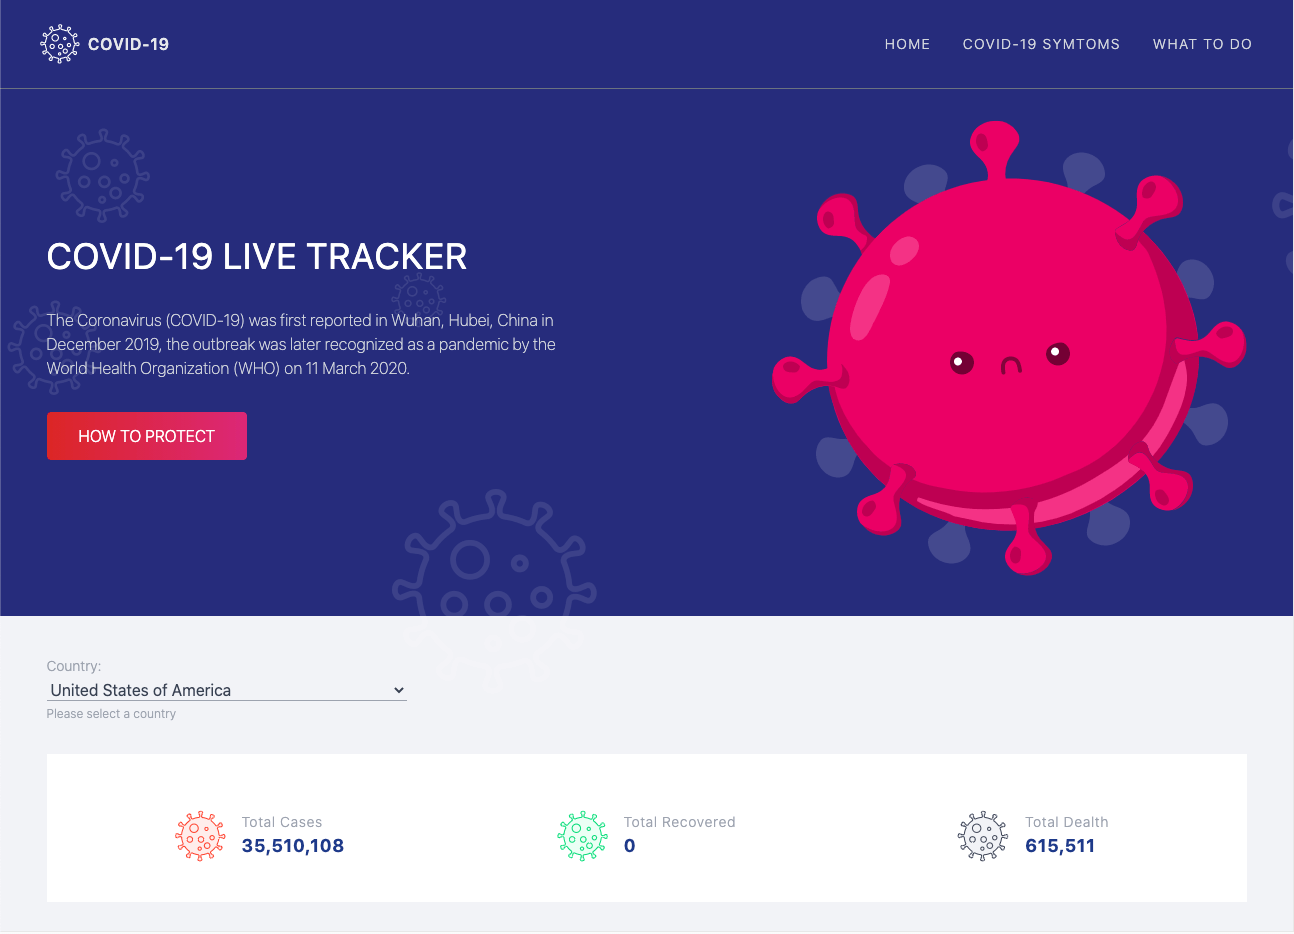 COVID-19
HOME
COVID-19 SYMTOMS
WHAT TO DO
COVID-19 LIVE TRACKER
The Coronavirus (COVID-19) was first reported in Wuhan, Hubei, China in
December 2019, the outbreak was later recognized as a pandemic by the
World Health Organization (WHO) on 11 March 2020.
HOW TO PROTECT
Country:
United States of America
Please select a country
Total Cases
35,510,108
Total Recovered
0
Total Death
615,511